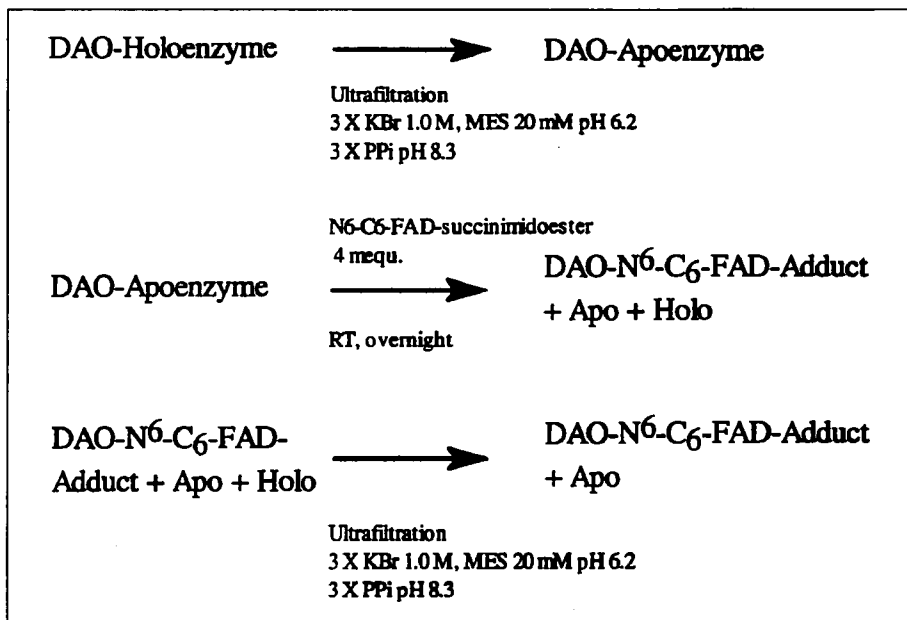 DAO-Holoenzyme DAO-Apoenzyme
Ultrafiltration
3 X KBr 1.0 M, MES 20 mM pH 6.2
3 X PPi pH 8.3
N6-C6-FAD-succinimidoester
4 mequ.
DAO-Apoenzyme DAO-N⁶-C₆-FAD-Adduct
+ Apo + Holo
RT, overnight
DAO-N⁶-C₆-FAD-
Adduct + Apo + Holo
DAO-N⁶-C₆-FAD-Adduct
+ Apo
Ultrafiltration
3 X KBr 1.0 M, MES 20 mM pH 6.2
3 X PPi pH 8.3